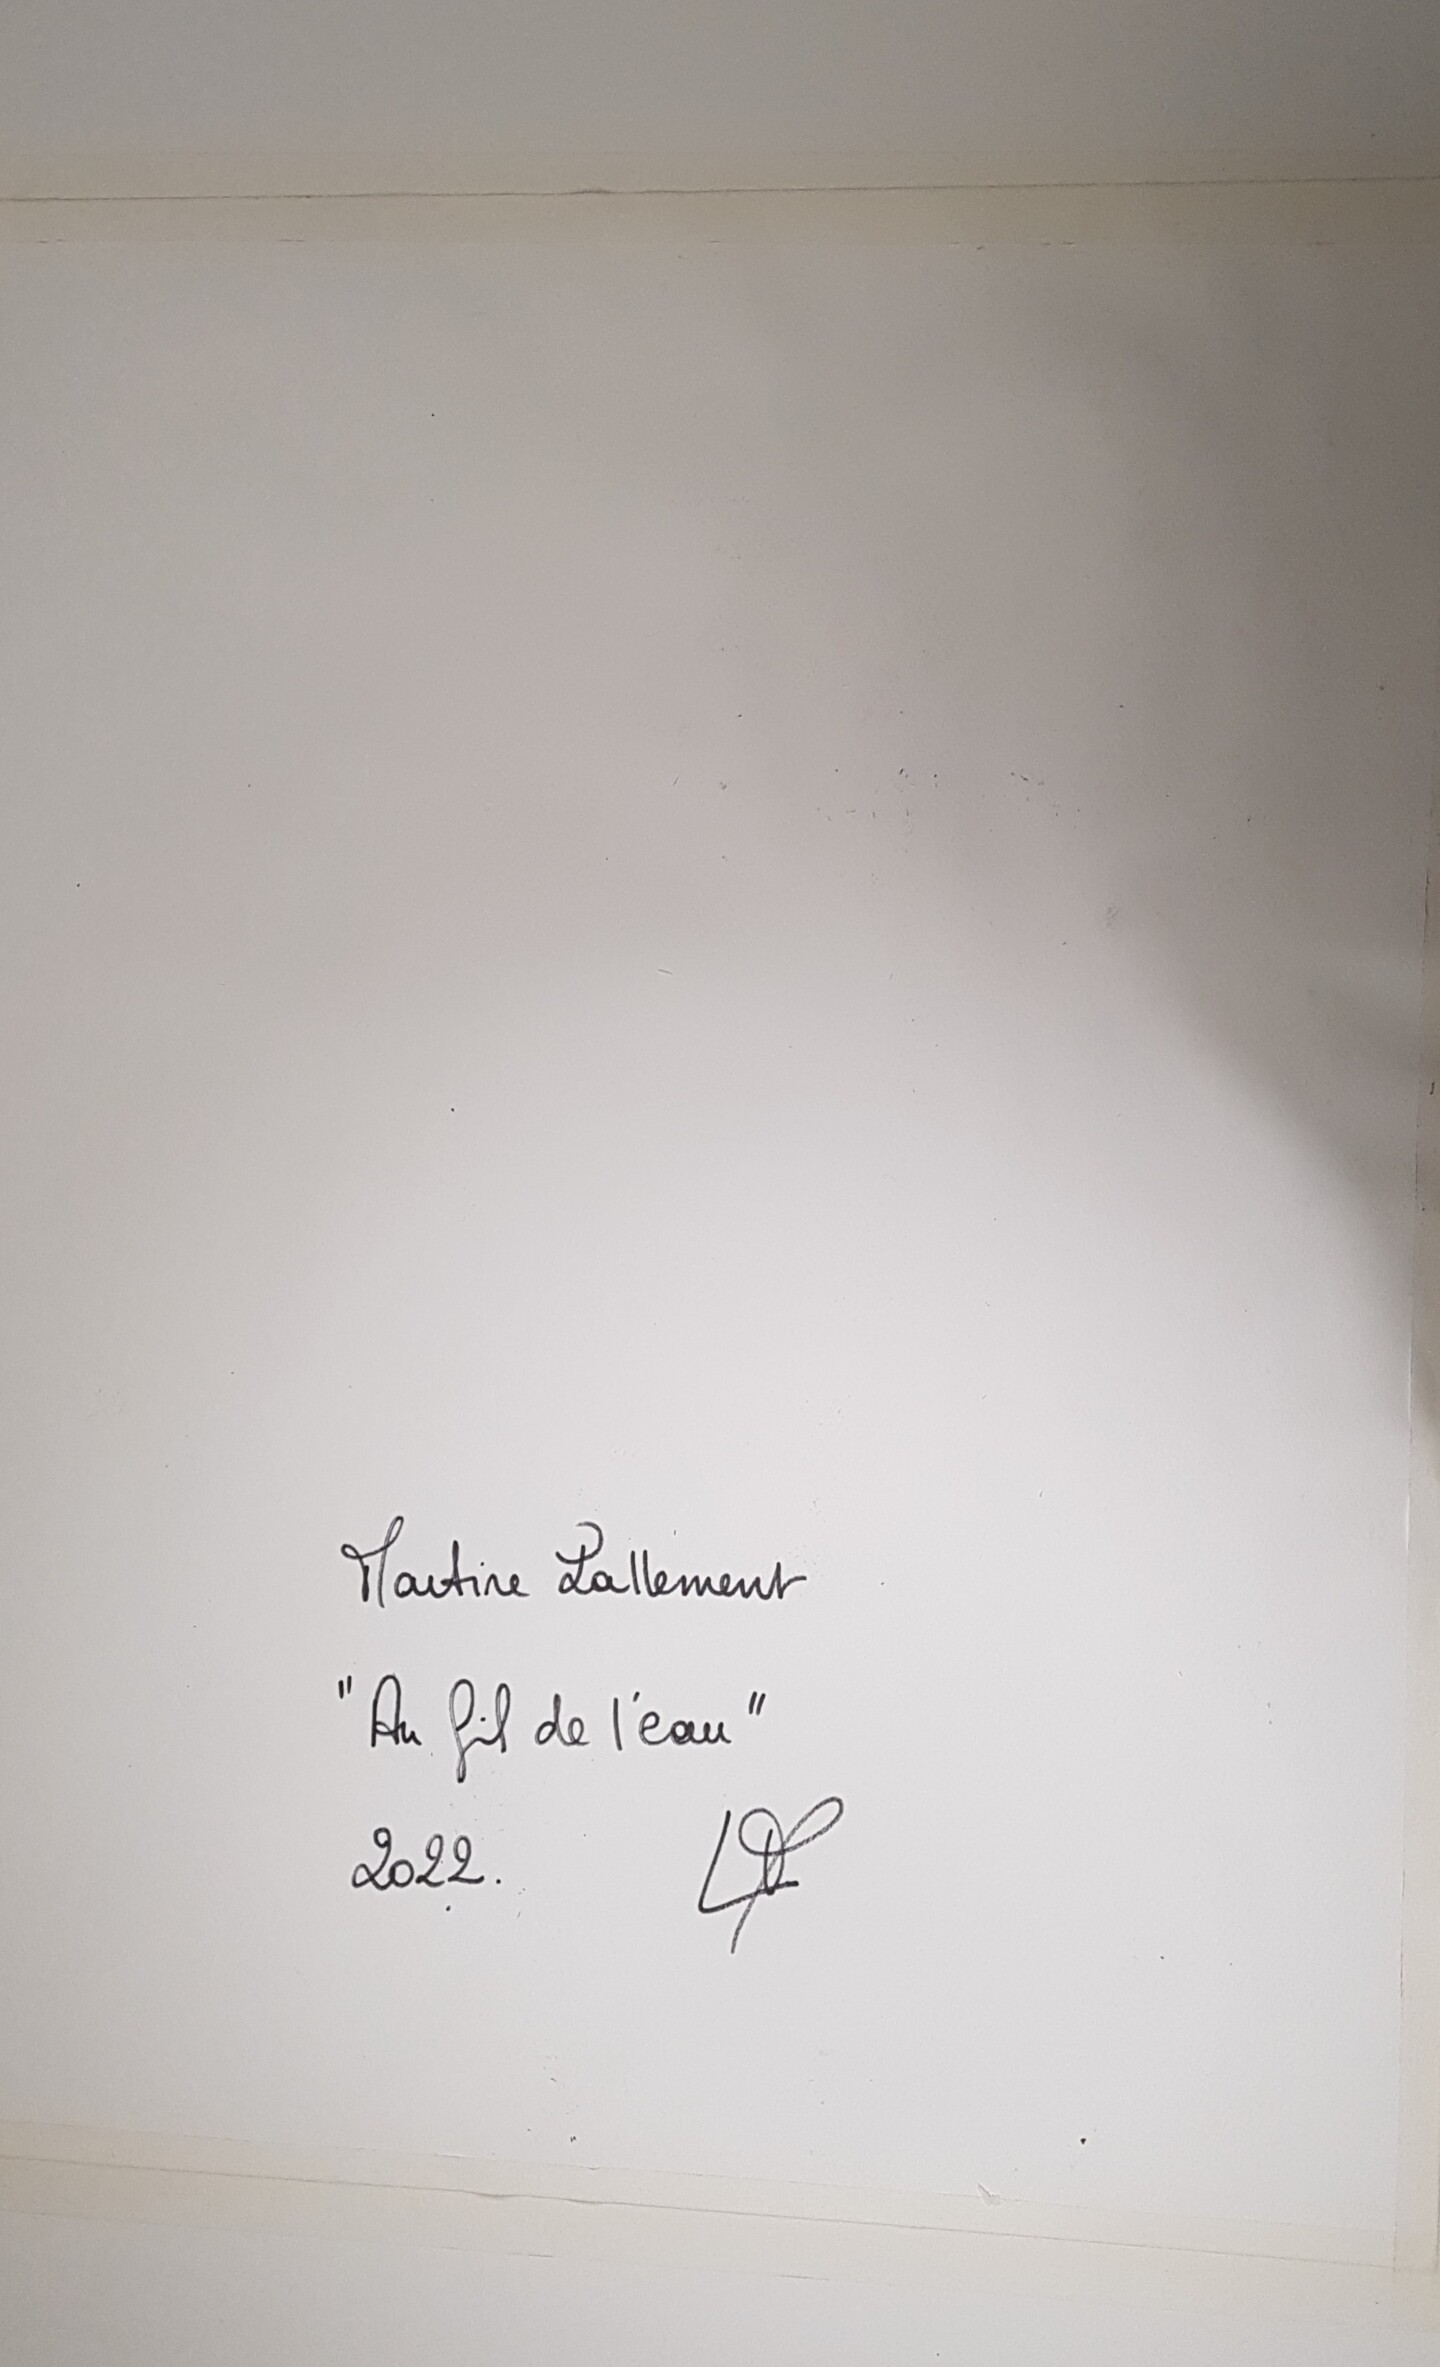 Martine Lallement
"Au fil de l'eau"
2022.